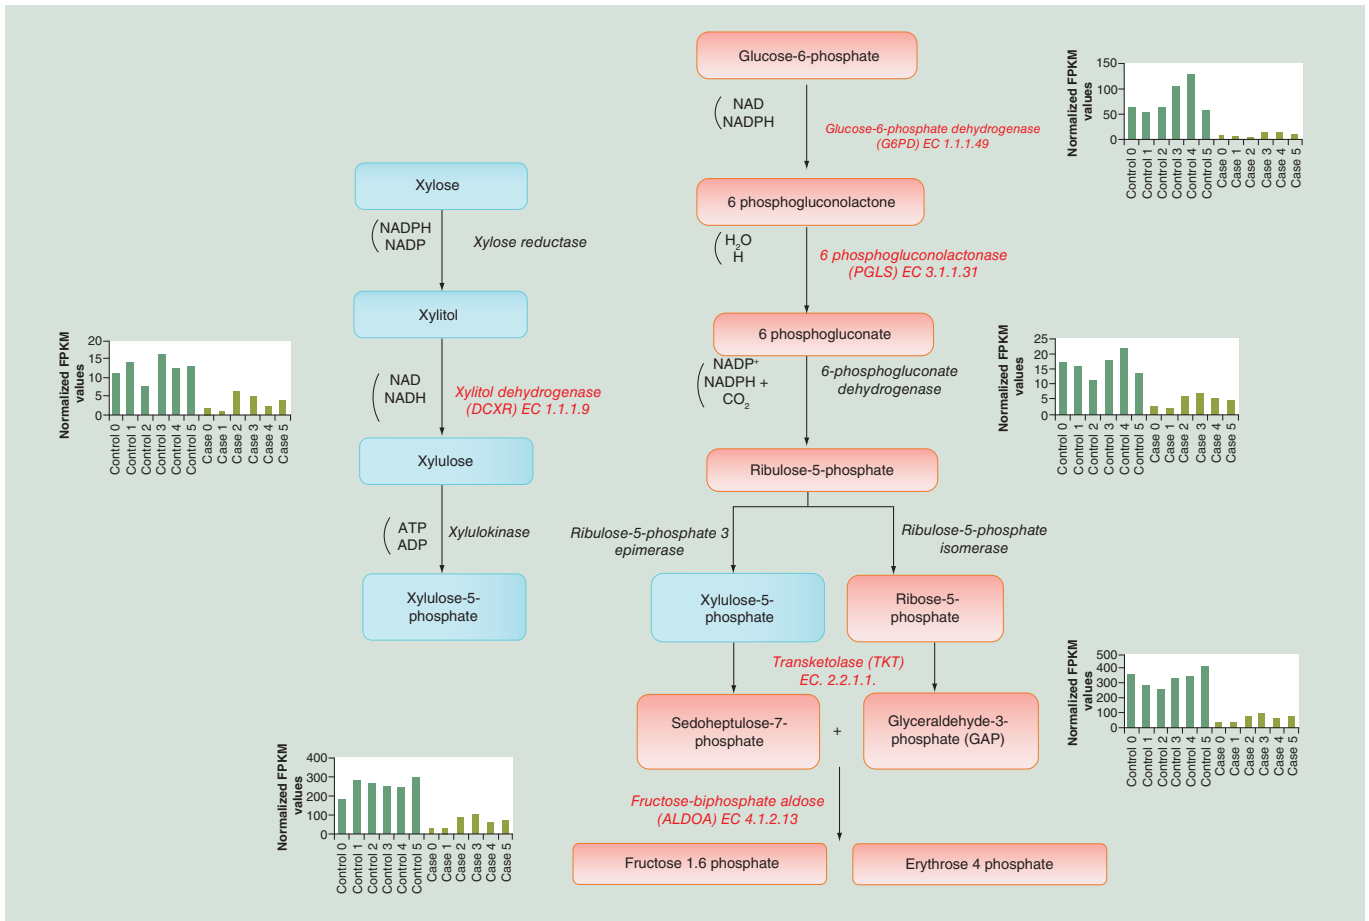 Glucose-6-phosphate
NAD
NADPH
Glucose-6-phosphate dehydrogenase
(G6PD) EC 1.1.1.49
Normalized FPKM
values
150
100
50
0
Control 0
Control 1
Control 2
Control 3
Control 4
Control 5
Case 0
Case 1
Case 2
Case 3
Case 4
Case 5
Xylose
NADPH
NADP
Xylose reductase
6 phosphogluconolactone
H2O
H
6 phosphogluconolactonase
(PGLS) EC 3.1.1.31
Xylitol
NAD
NADH
Xylitol dehydrogenase
(DCXR) EC 1.1.1.9
Normalized FPKM
values
20
15
10
5
0
Control 0
Control 1
Control 2
Control 3
Control 4
Control 5
Case 0
Case 1
Case 2
Case 3
Case 4
Case 5
6 phosphogluconate
NADP+
NADPH +
CO2
6-phosphogluconate
dehydrogenase
Normalized FPKM
values
25
20
15
10
5
0
Control 0
Control 1
Control 2
Control 3
Control 4
Control 5
Case 0
Case 1
Case 2
Case 3
Case 4
Case 5
Xylulose
ATP
ADP
Xylulokinase
Xylulose-5-
phosphate
Ribulose-5-phosphate
Ribulose-5-phosphate 3
epimerase
Ribulose-5-phosphate
isomerase
Xylulose-5-
phosphate
Ribose-5-
phosphate
Transketolase (TKT)
EC. 2.2.1.1.
Normalized FPKM
values
500
400
300
200
100
0
Control 0
Control 1
Control 2
Control 3
Control 4
Control 5
Case 0
Case 1
Case 2
Case 3
Case 4
Case 5
Sedoheptulose-7-
phosphate
+
Glyceraldehyde-3-
phosphate (GAP)
Fructose-biphosphate aldose
(ALDOA) EC 4.1.2.13
Normalized FPKM
values
400
300
200
100
0
Control 0
Control 1
Control 2
Control 3
Control 4
Control 5
Case 0
Case 1
Case 2
Case 3
Case 4
Case 5
Fructose 1.6 phosphate
Erythrose 4 phosphate